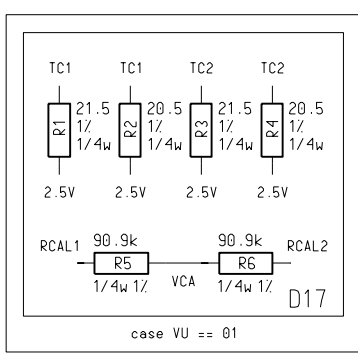 TC1 TC1 TC2 TC2
R1 21.5 1% 1/4w
R2 20.5 1% 1/4w
R3 21.5 1% 1/4w
R4 20.5 1% 1/4w
2.5V 2.5V 2.5V 2.5V
90.9k 90.9k
RCAL1 R5 R6 RCAL2
1/4w 1% VCA 1/4w 1%
D17
case VU == 01